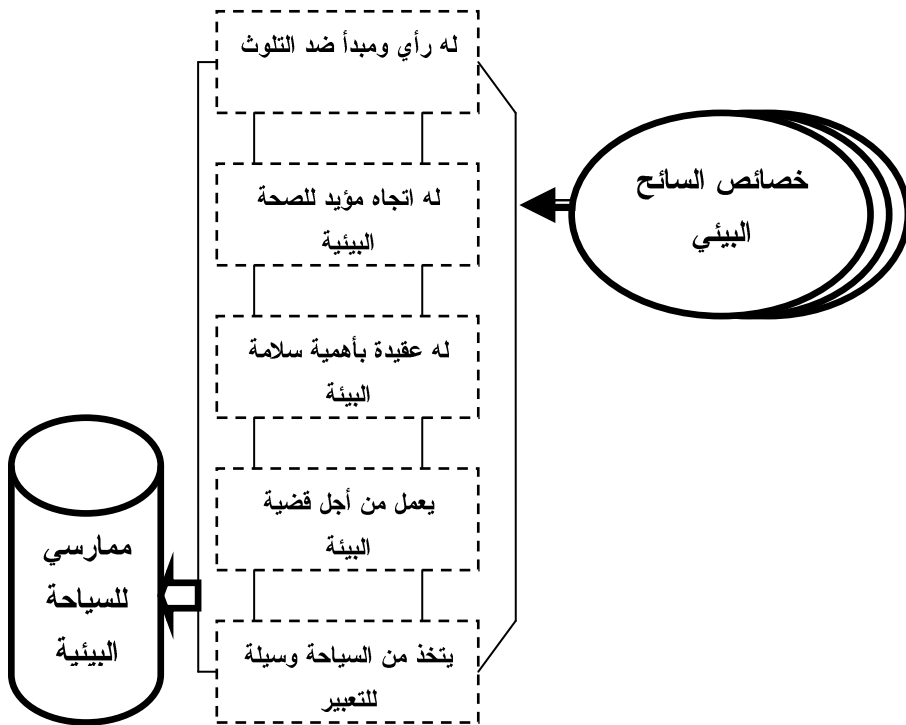 له رأي ومبدأ ضد التلوث
خصائص السائح
البيئي
له اتجاه مؤيد للصحة
البيئية
له عقيدة بأهمية سلامة
البيئة
يعمل من أجل قضية
البيئة
يتخذ من السياحة وسيلة
للتعبير
ممارسي
للسياحة
البيئية